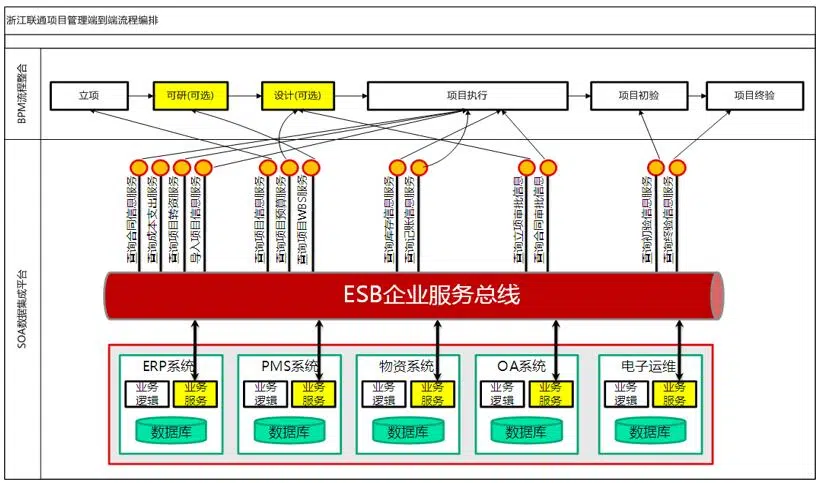 浙江联通项目管理端到端流程编排
BPM流程整合
立项
可研(可选)
设计(可选)
项目执行
项目初验
项目终验
SOA数据集成平台
查询合同信息服务
查询成本支出服务
查询项目转资服务
导入项目信息服务
查询项目信息服务
查询项目预算服务
查询项目WBS服务
查询库存信息服务
查询记账信息服务
查询立项审批信息
查询合同审批信息
查询初验信息服务
查询终验信息服务
ESB企业服务总线
ERP系统
业务
逻辑
业务
服务
数据库
PMS系统
业务
逻辑
业务
服务
数据库
物资系统
业务
逻辑
业务
服务
数据库
OA系统
业务
逻辑
业务
服务
数据库
电子运维
业务
逻辑
业务
服务
数据库